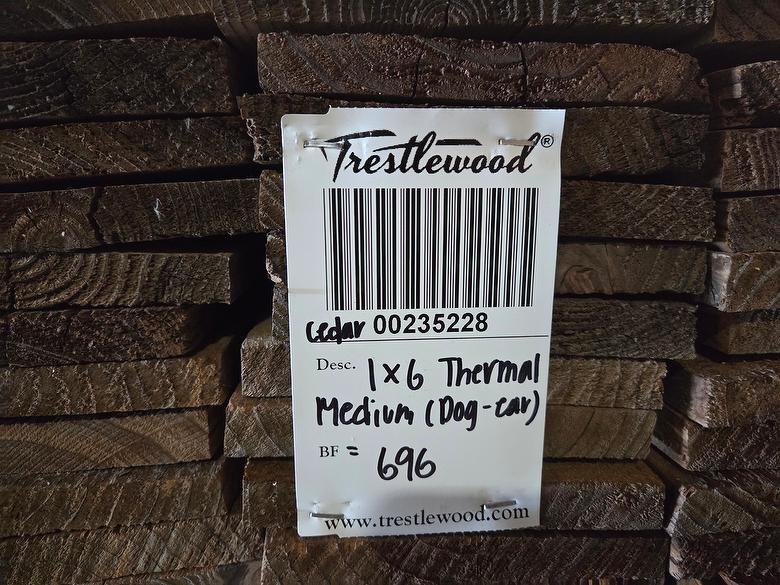 Trestlewood®
Cedar 00235228
Desc. 1x6 Thermal
Medium (Dog-ear)
BF = 696
www.trestlewood.com